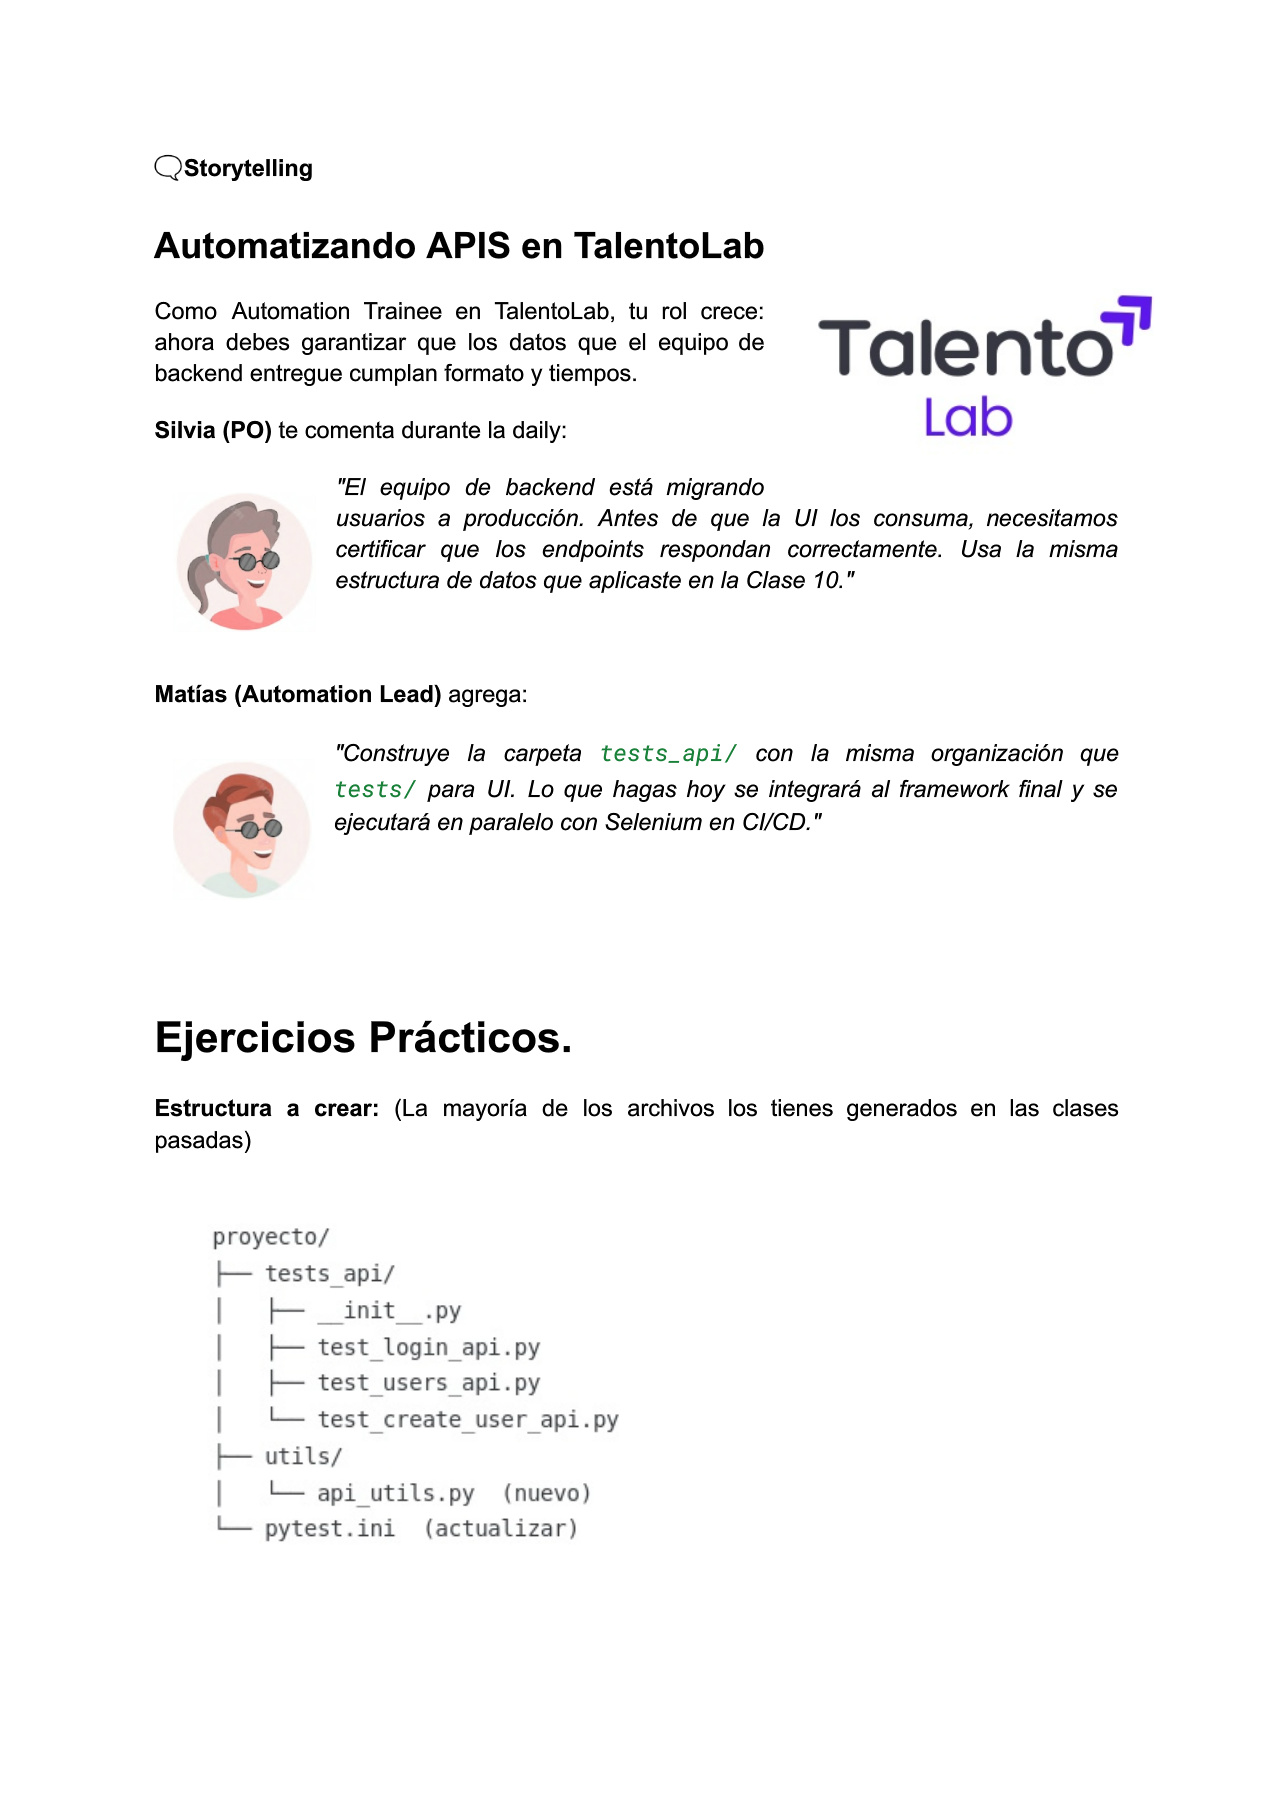 Storytelling
Automatizando APIS en TalentoLab
Como Automation Trainee en TalentoLab, tu rol crece:
ahora debes garantizar que los datos que el equipo de
backend entregue cumplan formato y tiempos.
Talento
Lab
Silvia (PO) te comenta durante la daily:
"El equipo de backend está migrando
usuarios a producción. Antes de que la UI los consuma, necesitamos
certificar que los endpoints respondan correctamente. Usa la misma
estructura de datos que aplicaste en la Clase 10."
Matías (Automation Lead) agrega:
"Construye la carpeta tests_api/ con la misma organización que
tests/ para UI. Lo que hagas hoy se integrará al framework final y se
ejecutará en paralelo con Selenium en CI/CD."
Ejercicios Prácticos.
Estructura a crear: (La mayoría de los archivos los tienes generados en las clases
pasadas)
proyecto/
├── tests_api/
│   ├── __init__.py
│   ├── test_login_api.py
│   ├── test_users_api.py
│   └── test_create_user_api.py
├── utils/
│   └── api_utils.py  (nuevo)
└── pytest.ini  (actualizar)